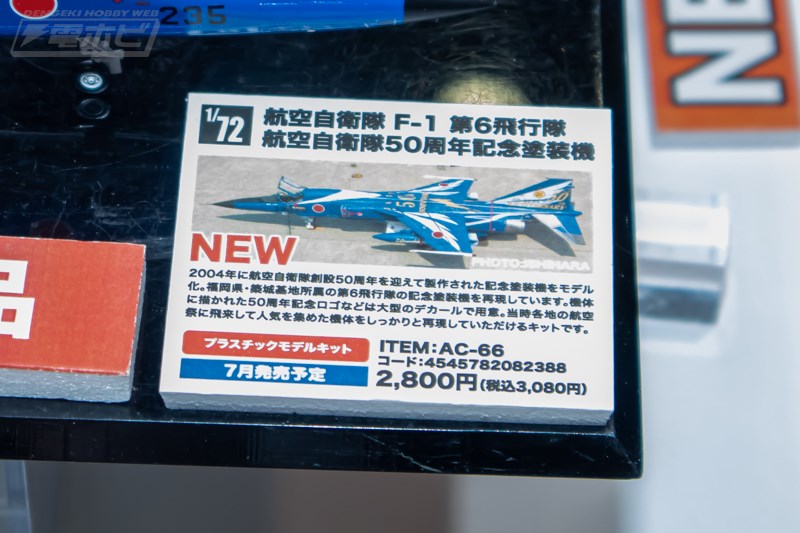 DENGEKI HOBBY WEB
電ホビ
235
NE
品
1/72
航空自衛隊 F-1 第6飛行隊
航空自衛隊50周年記念塗装機
50
NEW
PHOTO:ISHIHARA
2004年に航空自衛隊創設50周年を迎えて製作された記念塗装機をモデル
化。福岡県・築城基地所属の第6飛行隊の記念塗装機を再現しています。機体
に描かれた50周年記念ロゴなどは大型のデカールで用意。当時各地の航空
祭に飛来して人気を集めた機体をしっかりと再現していただけるキットです。
プラスチックモデルキット
7月発売予定
ITEM:AC-66
コード:4545782082388
2,800円(税込3,080円)